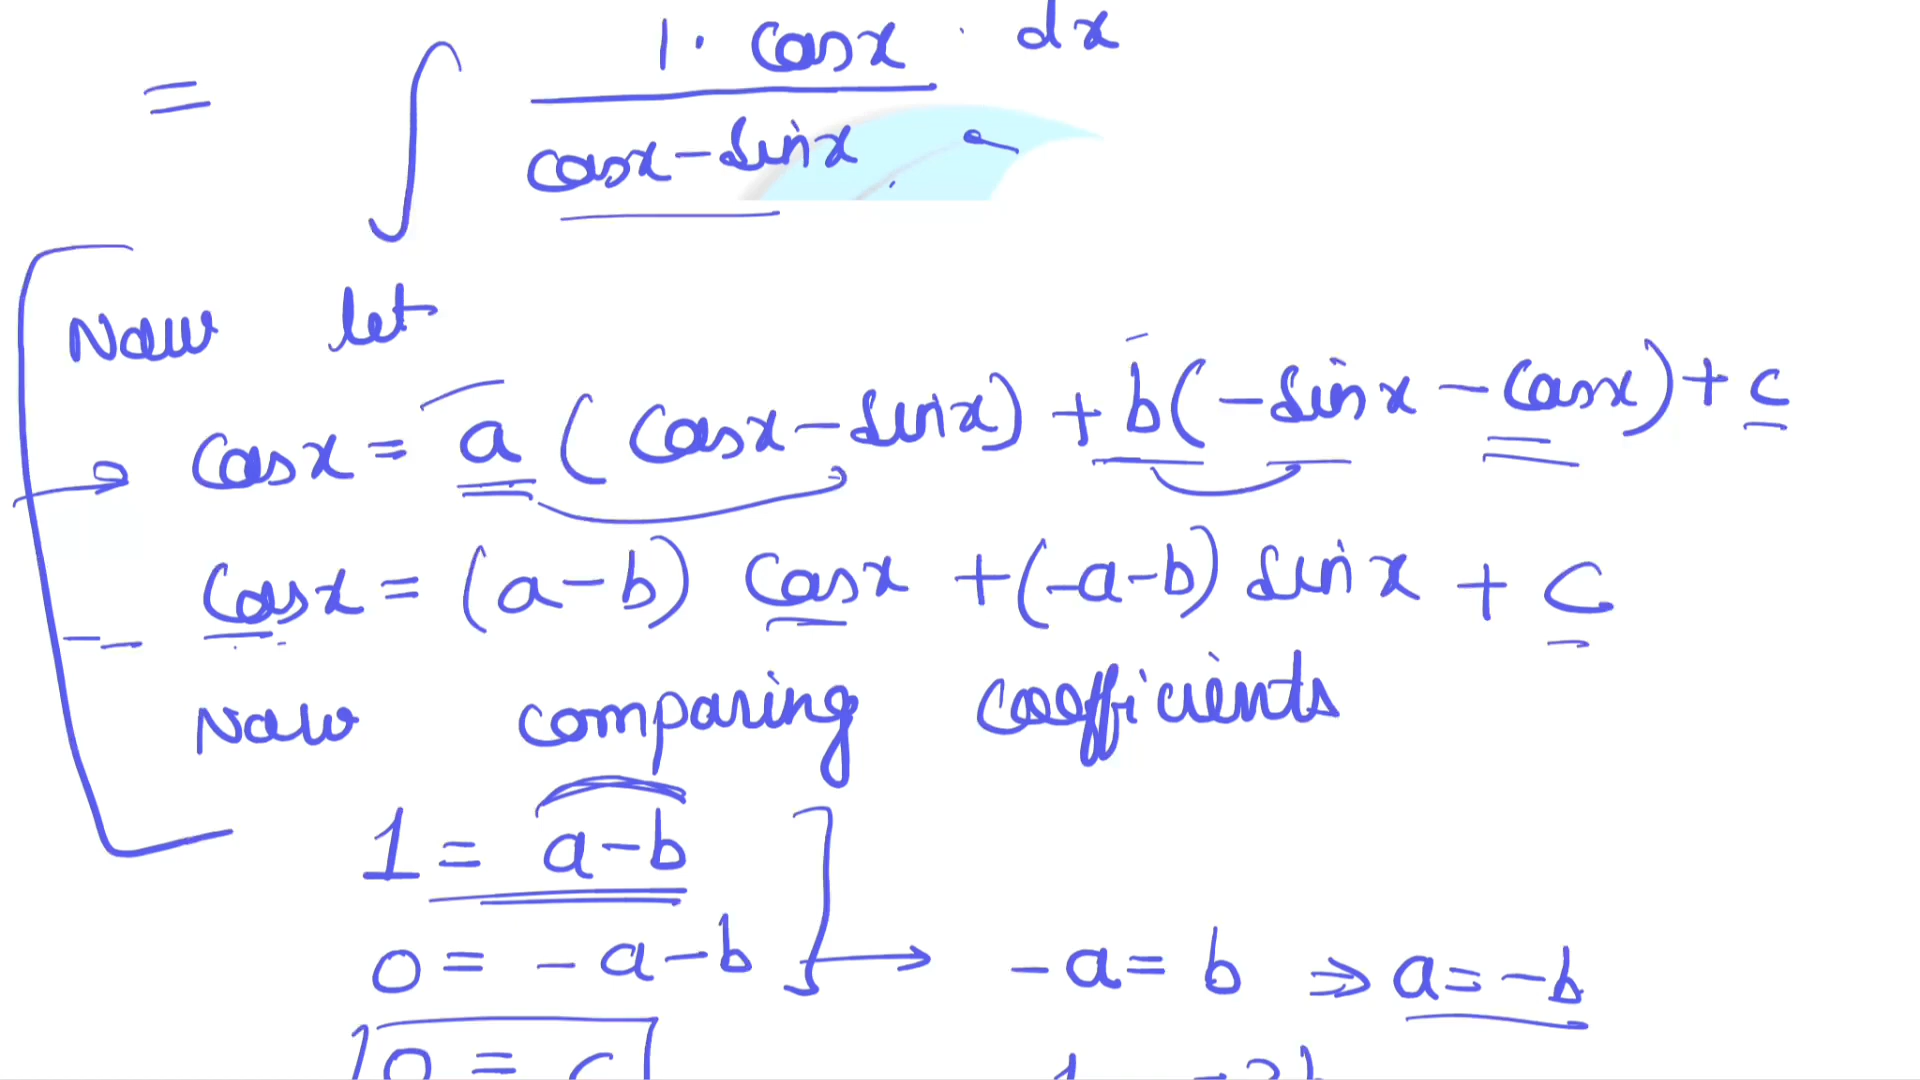 = ∫ 1 · cosx · dx / cosx - sinx
Now let
cosx = a (cosx - sinx) + b(-sinx - cosx) + c
cosx = (a-b) cosx + (-a-b) sinx + c
Now comparing coefficients
1 = a-b
0 = -a-b → -a = b ⇒ a = -b
0 = c